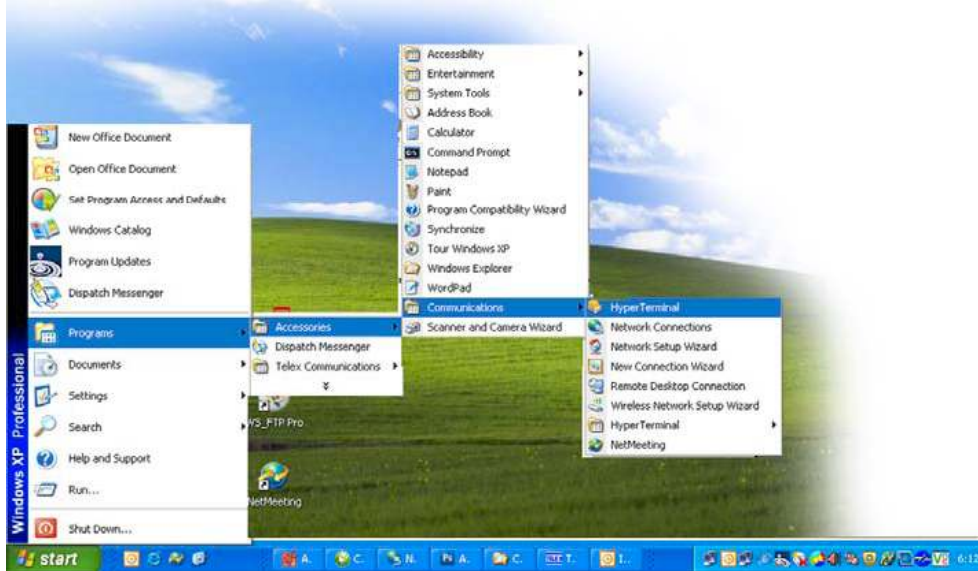 New Office Document
Open Office Document
Set Program Access and Defaults
Windows Catalog
Program Updates
Dispatch Messenger
Programs
Documents
Settings
Search
Help and Support
Run...
Shut Down...
Windows XP Professional
Accessories
Dispatch Messenger
Telex Communications
Accessibility
Entertainment
System Tools
Address Book
Calculator
Command Prompt
Notepad
Paint
Program Compatibility Wizard
Synchronize
Tour Windows XP
Windows Explorer
WordPad
Communications
Scanner and Camera Wizard
HyperTerminal
Network Connections
Network Setup Wizard
New Connection Wizard
Remote Desktop Connection
Wireless Network Setup Wizard
HyperTerminal
NetMeeting
WS_FTP Pro
NetMeeting
start
A.
C.
N.
A.
C.
T.
I..
6:12